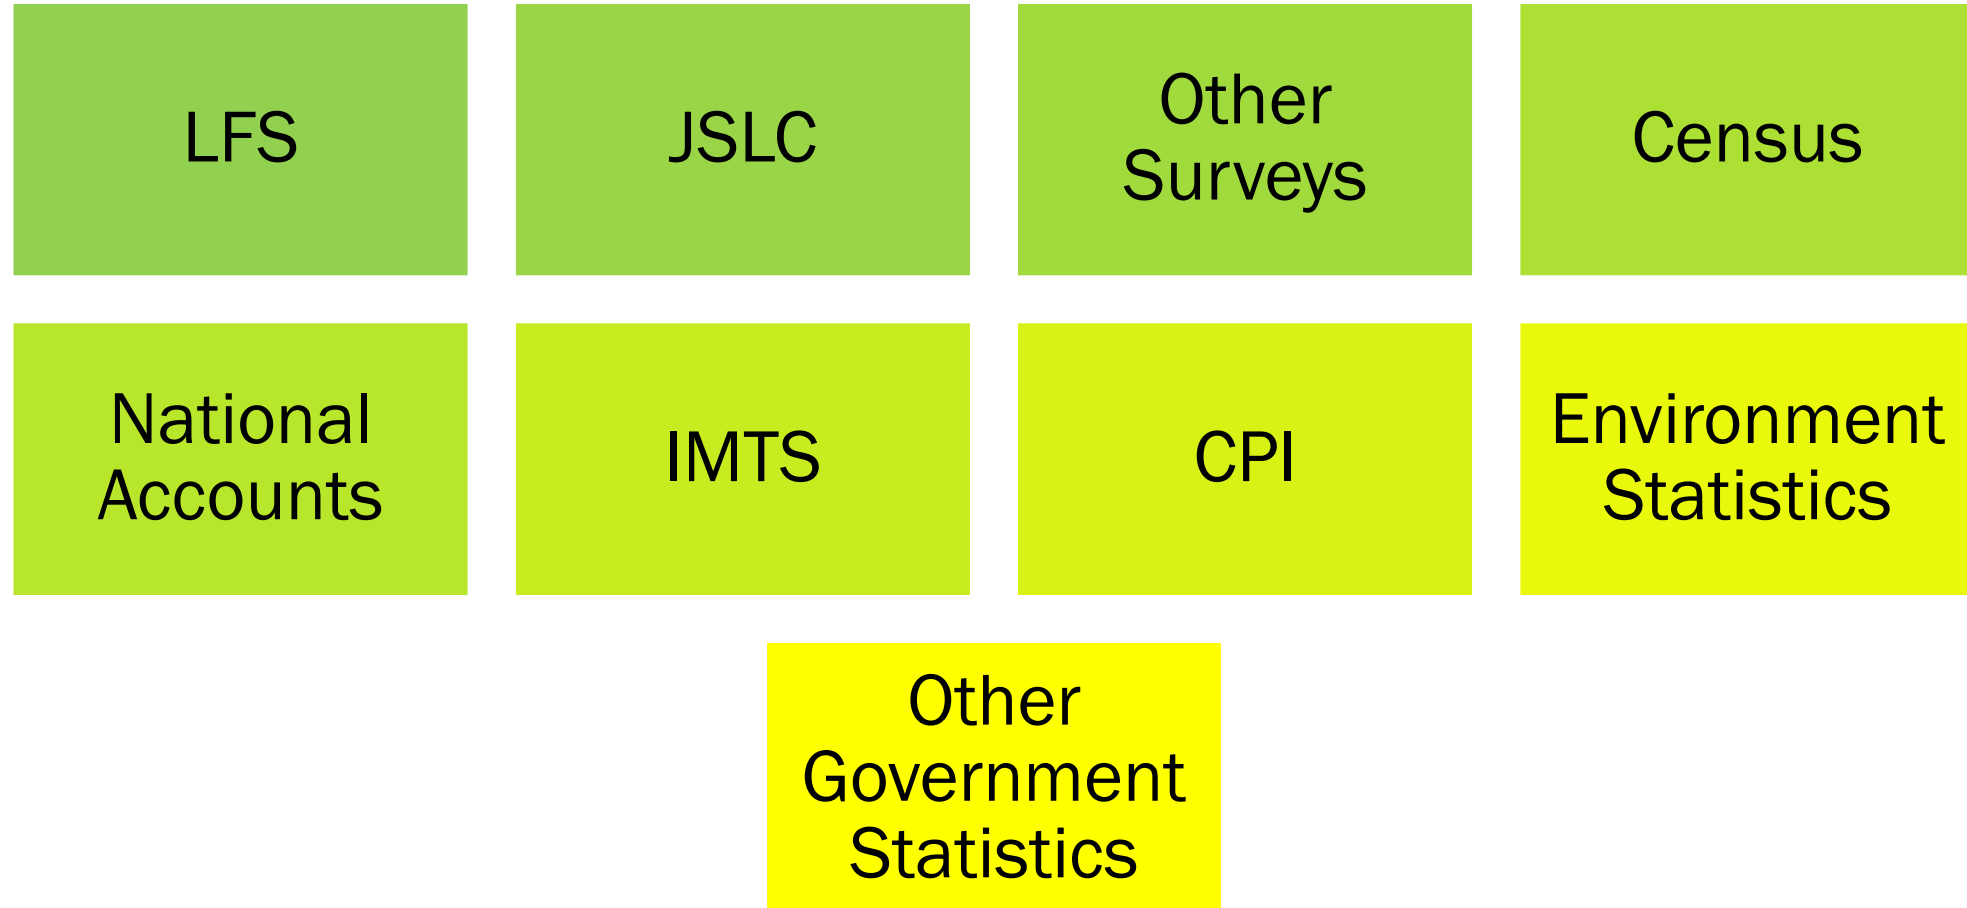 LFS
JSLC
Other
Surveys
Census
National
Accounts
IMTS
CPI
Environment
Statistics
Other
Government
Statistics